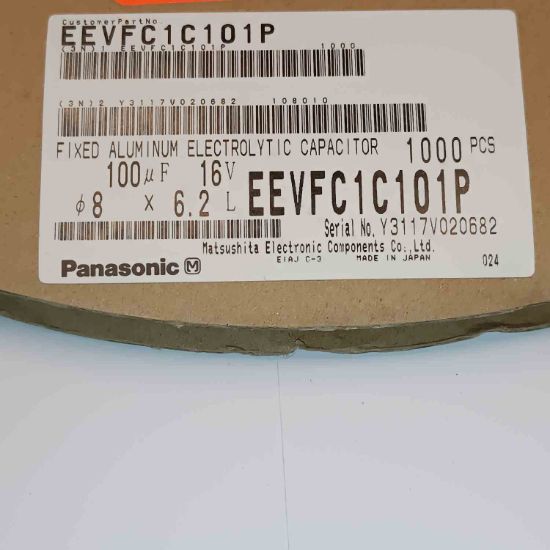 CustomerPartNo.
EEVFC1C101P
(3N)1 EEVFC1C101P 1000
(3N)2 Y3117V020682 108010
FIXED ALUMINUM ELECTROLYTIC CAPACITOR 1000 PCS
100μF 16V
φ8 × 6.2 L EEVFC1C101P
Serial No. Y3117V020682
Matsushita Electronic Components Co.,Ltd.
Panasonic M EIAJ C-3 MADE IN JAPAN 024